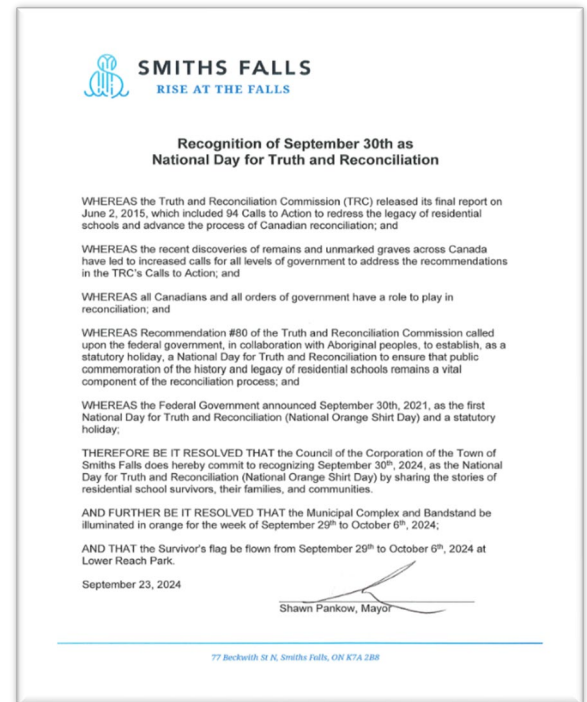 SMITHS FALLS
RISE AT THE FALLS
Recognition of September 30th as
National Day for Truth and Reconciliation
WHEREAS the Truth and Reconciliation Commission (TRC) released its final report on
June 2, 2015, which included 94 Calls to Action to redress the legacy of residential
schools and advance the process of Canadian reconciliation; and
WHEREAS the recent discoveries of remains and unmarked graves across Canada
have led to increased calls for all levels of government to address the recommendations
in the TRC's Calls to Action; and
WHEREAS all Canadians and all orders of government have a role to play in
reconciliation; and
WHEREAS Recommendation #80 of the Truth and Reconciliation Commission called
upon the federal government, in collaboration with Aboriginal peoples, to establish, as a
statutory holiday, a National Day for Truth and Reconciliation to ensure that public
commemoration of the history and legacy of residential schools remains a vital
component of the reconciliation process; and
WHEREAS the Federal Government announced September 30th, 2021, as the first
National Day for Truth and Reconciliation (National Orange Shirt Day) and a statutory
holiday;
THEREFORE BE IT RESOLVED THAT the Council of the Corporation of the Town of
Smiths Falls does hereby commit to recognizing September 30th, 2024, as the National
Day for Truth and Reconciliation (National Orange Shirt Day) by sharing the stories of
residential school survivors, their families, and communities.
AND FURTHER BE IT RESOLVED THAT the Municipal Complex and Bandstand be
illuminated in orange for the week of September 29th to October 6th, 2024;
AND THAT the Survivor's flag be flown from September 29th to October 6th, 2024 at
Lower Reach Park.
September 23, 2024
Shawn Pankow, Mayor
77 Beckwith St N, Smiths Falls, ON K7A 2B8